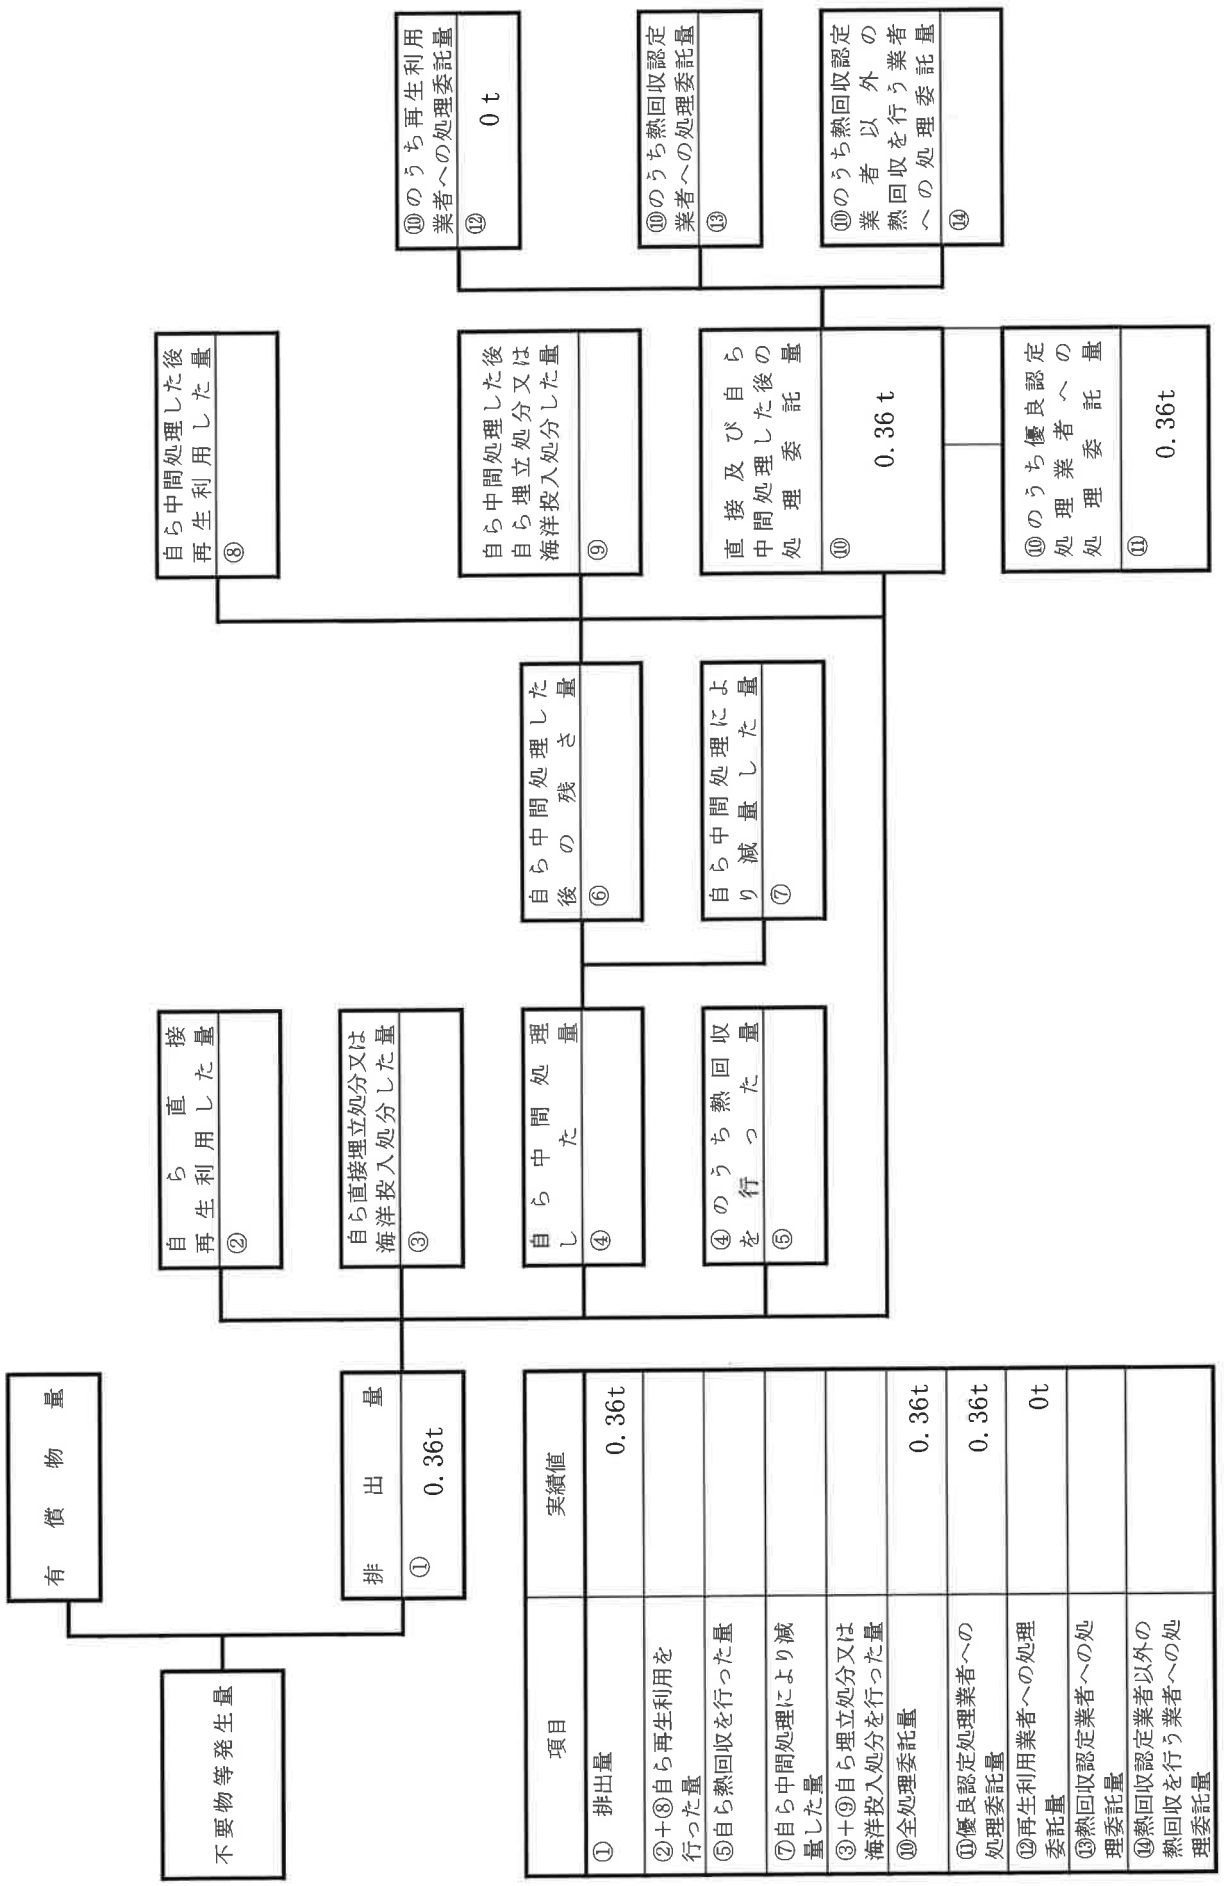 不要物等発生量
有償物量
排出量
① 0.36t
自ら直接
再生利用した量
②
自ら直接埋立処分又は
海洋投入処分した量
③
自ら中間処理
した量
④
④のうち熱回収
を行った量
⑤
自ら中間処理した
後の残さ量
⑥
自ら中間処理によ
り減量した量
⑦
自ら中間処理した後
再生利用した量
⑧
自ら中間処理した後
自ら埋立処分又は
海洋投入処分した量
⑨
直接及び自ら
中間処理した後の
処理委託量
⑩ 0.36t
⑩のうち優良認定
処理業者への
処理委託量
⑪ 0.36t
⑩のうち再生利用
業者への処理委託量
⑫ 0t
⑩のうち熱回収認定
業者への処理委託量
⑬
⑩のうち熱回収認定
業者以外の
熱回収を行う業者
への処理委託量
⑭
項目 実績値
① 排出量 0.36t
②+⑧自ら再生利用を
行った量
⑤自ら熱回収を行った量
⑦自ら中間処理により減
量した量
③+⑨自ら埋立処分又は
海洋投入処分を行った量
⑩全処理委託量 0.36t
⑪優良認定処理業者への
処理委託量 0.36t
⑫再生利用業者への処理
委託量 0t
⑬熱回収認定業者への処
理委託量
⑭熱回収認定業者以外の
熱回収を行う業者への処
理委託量